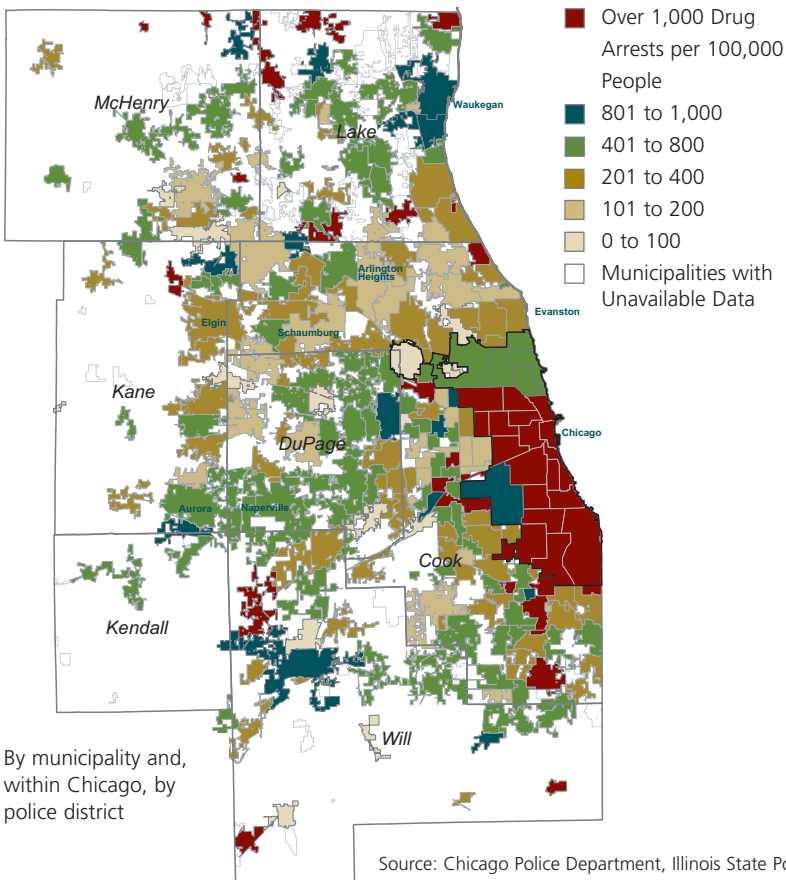 Over 1,000 Drug
Arrests per 100,000
People
801 to 1,000
401 to 800
201 to 400
101 to 200
0 to 100
Municipalities with
Unavailable Data
McHenry
Lake
Waukegan
Arlington
Heights
Evanston
Elgin
Schaumburg
Kane
DuPage
Chicago
Aurora
Naperville
Cook
Kendall
Will
By municipality and,
within Chicago, by
police district
Source: Chicago Police Department, Illinois State Po